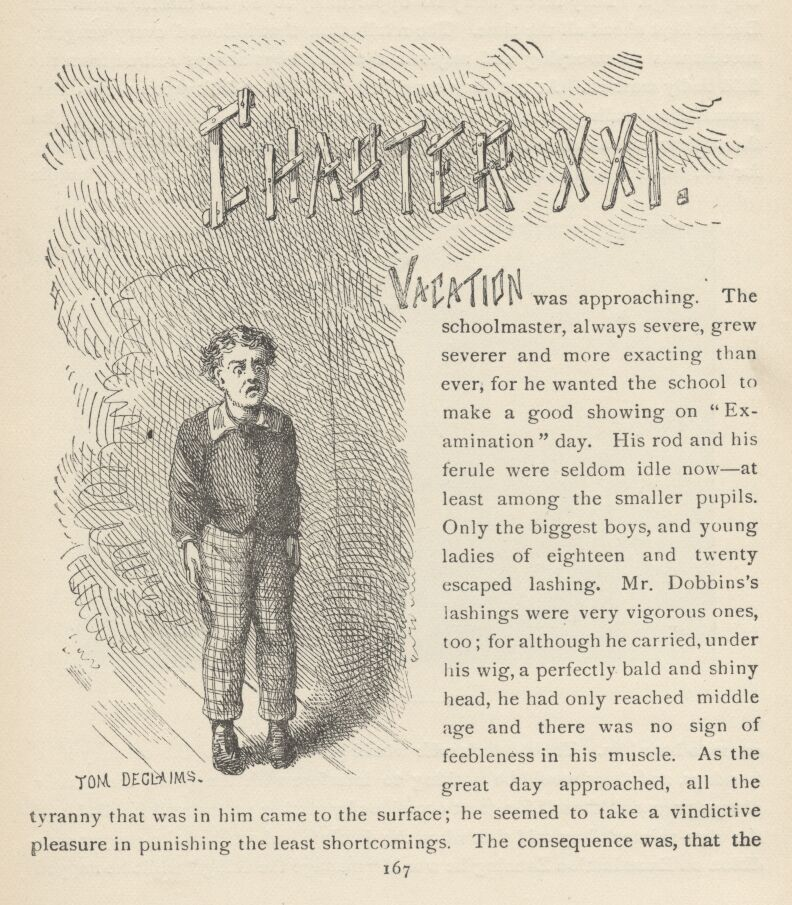 CHAPTER XXI.
VACATION was approaching. The
schoolmaster, always severe, grew
severer and more exacting than
ever, for he wanted the school to
make a good showing on "Ex-
amination" day. His rod and his
ferule were seldom idle now—at
least among the smaller pupils.
Only the biggest boys, and young
ladies of eighteen and twenty
escaped lashing. Mr. Dobbins's
lashings were very vigorous ones,
too; for although he carried, under
his wig, a perfectly bald and shiny
head, he had only reached middle
age and there was no sign of
feebleness in his muscle. As the
great day approached, all the
tyranny that was in him came to the surface; he seemed to take a vindictive
pleasure in punishing the least shortcomings. The consequence was, that the
TOM DECLAIMS.
167